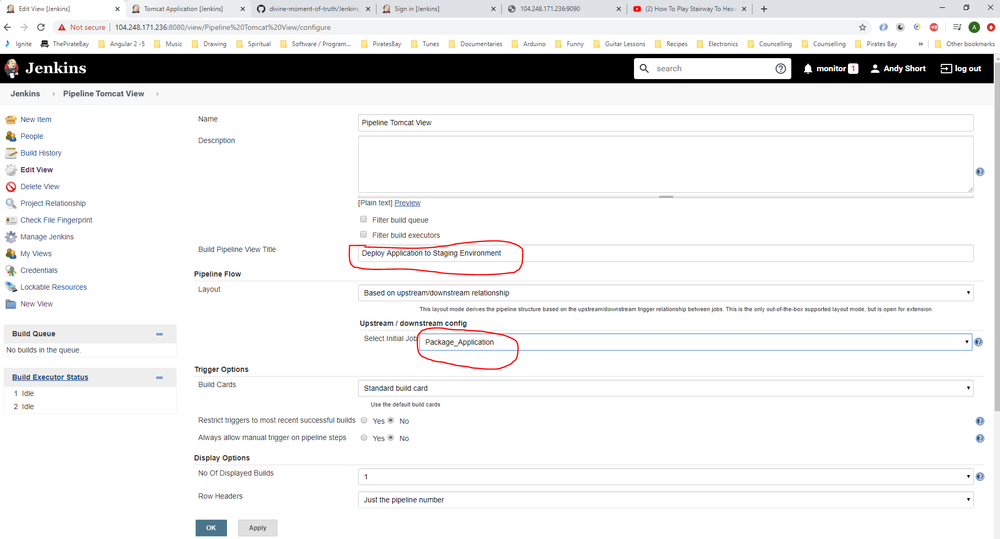 Edit View [Jenkins]
Tomcat Application [Jenkins]
divine-moment-of-truth/Jenkins_
Sign in [Jenkins]
104.248.171.236:9090
(2) How To Play Stairway To Heav
Not secure
104.248.171.236:8080/view/Pipeline%20Tomcat%20View/configure
A
Ignite
ThePirateBay
Angular 2 -5
Music
Drawing
Spiritual
Software / Program...
PiratesBay
Tunes
Documentaries
Arduino
Funny
Guitar Lessons
Recipes
Electronics
Councelling
Counselling
Pirates Bay
»
Other bookmarks
Jenkins
search
monitor 1
Andy Short
log out
Jenkins
Pipeline Tomcat View
New Item
People
Build History
Edit View
Delete View
Project Relationship
Check File Fingerprint
Manage Jenkins
My Views
Credentials
Lockable Resources
New View
Build Queue
No builds in the queue.
Build Executor Status
1 Idle
2 Idle
Name
Pipeline Tomcat View
Description
[Plain text] Preview
Filter build queue
Filter build executors
Build Pipeline View Title
Deploy Application to Staging Environment
Pipeline Flow
Layout
Based on upstream/downstream relationship
This layout mode derives the pipeline structure based on the upstream/downstream trigger relationship between jobs. This is the only out-of-the-box supported layout mode, but is open for extension.
Upstream / downstream config
Select Initial Job
Package_Application
Trigger Options
Build Cards
Standard build card
Use the default build cards
Restrict triggers to most recent successful builds
Yes
No
Always allow manual trigger on pipeline steps
Yes
No
Display Options
No Of Displayed Builds
1
Row Headers
Just the pipeline number
OK
Apply